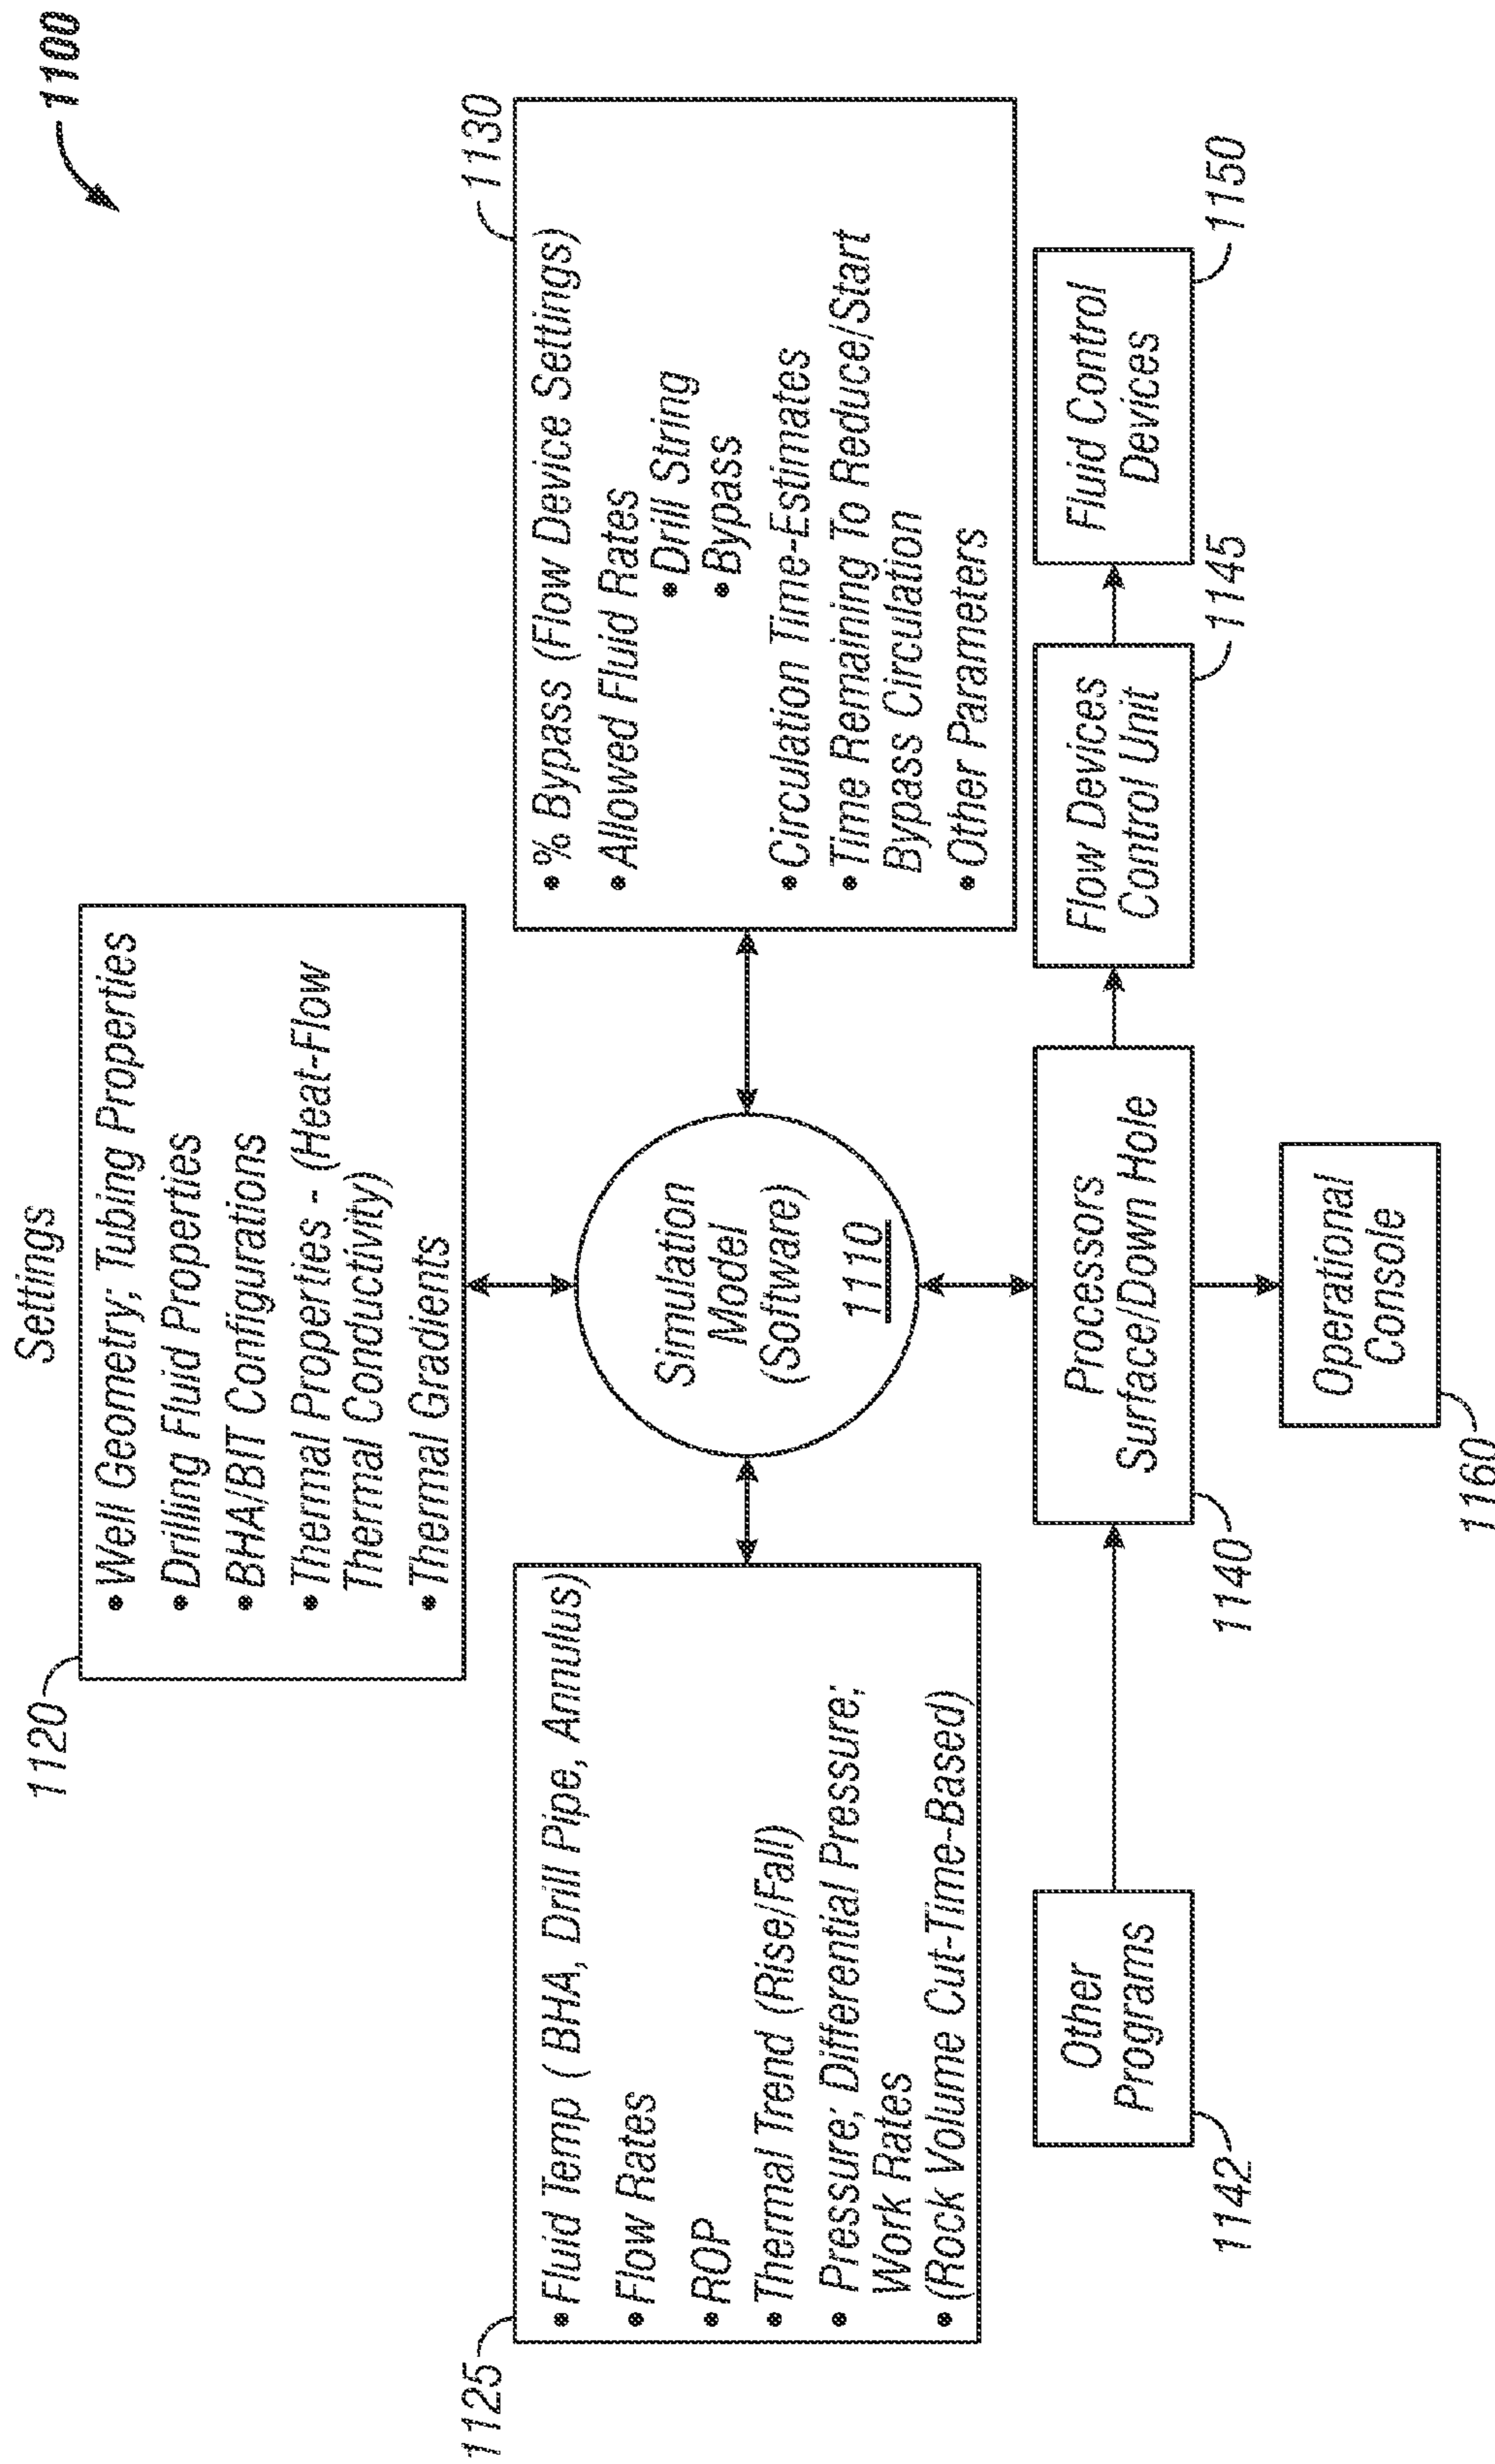 1100
Settings
1120
• Well Geometry; Tubing Properties
• Drilling Fluid Properties
• BHA/BIT Configurations
• Thermal Properties - (Heat-Flow
Thermal Conductivity)
• Thermal Gradients
1125
• Fluid Temp ( BHA, Drill Pipe, Annulus)
• Flow Rates
• ROP
• Thermal Trend (Rise/Fall)
• Pressure; Differential Pressure;
Work Rates
• (Rock Volume Cut-Time-Based)
Simulation
Model
(Software)
1110
1130
• % Bypass (Flow Device Settings)
• Allowed Fluid Rates
• Drill String
• Bypass
• Circulation Time-Estimates
• Time Remaining To Reduce/Start
Bypass Circulation
• Other Parameters
Other
Programs
1142
Processors
Surface/Down Hole
1140
Flow Devices
Control Unit
1145
Fluid Control
Devices
1150
Operational
Console
1160